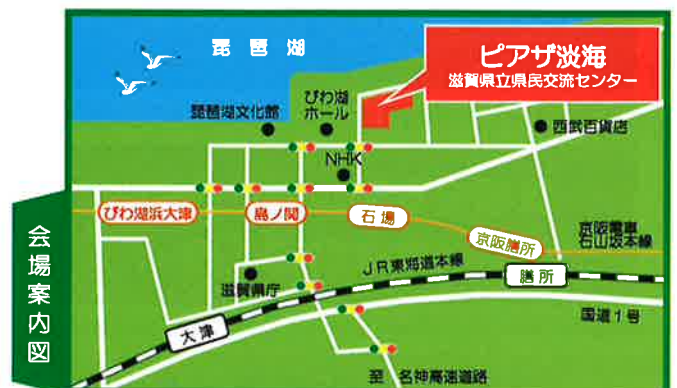 琵琶湖
ピアザ淡海
滋賀県立県民交流センター
琵琶湖文化館
びわ湖
ホール
西武百貨店
NHK
びわ湖浜大津
島ノ関
石場
京阪膳所
京阪電車
石山坂本線
会場案内図
滋賀県庁
JR東海道本線
膳所
大津
国道1号
至 名神高速道路